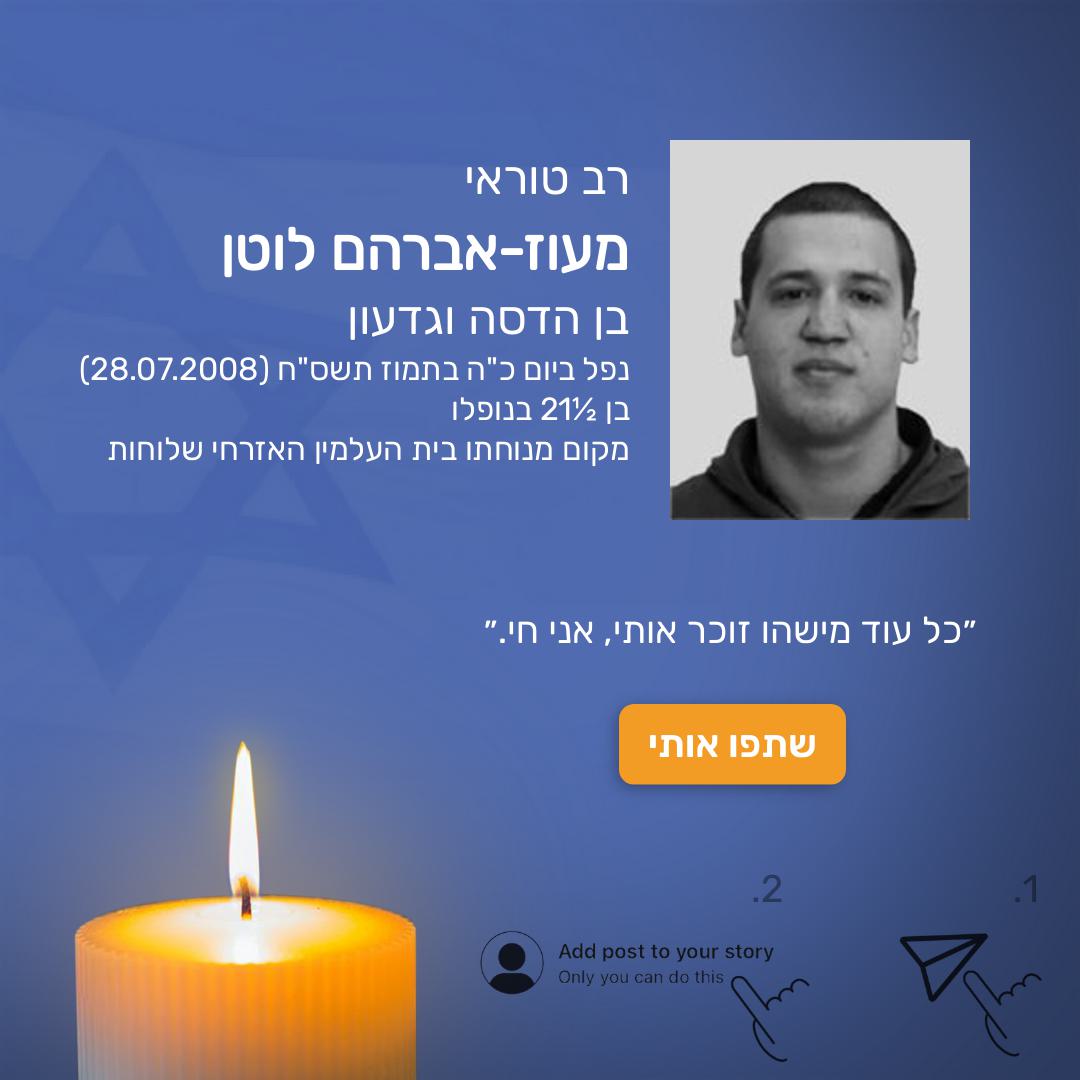 רב טוראי
מעוז-אברהם לוטן
בן הדסה וגדעון
נפל ביום כ"ה בתמוז תשס"ח (28.07.2008)
בן 21½ בנופלו
מקום מנוחתו בית העלמין האזרחי שלוחות
״כל עוד מישהו זוכר אותי, אני חי.״
שתפו אותי
1.
2.
Add post to your story
Only you can do this